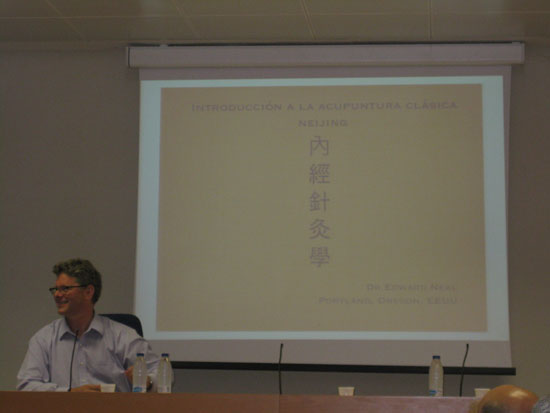 Introducción a la acupuntura clásica
neijing
內
經
針
灸
學
Dr Edward Neal
Portland, Oregon, EEUU